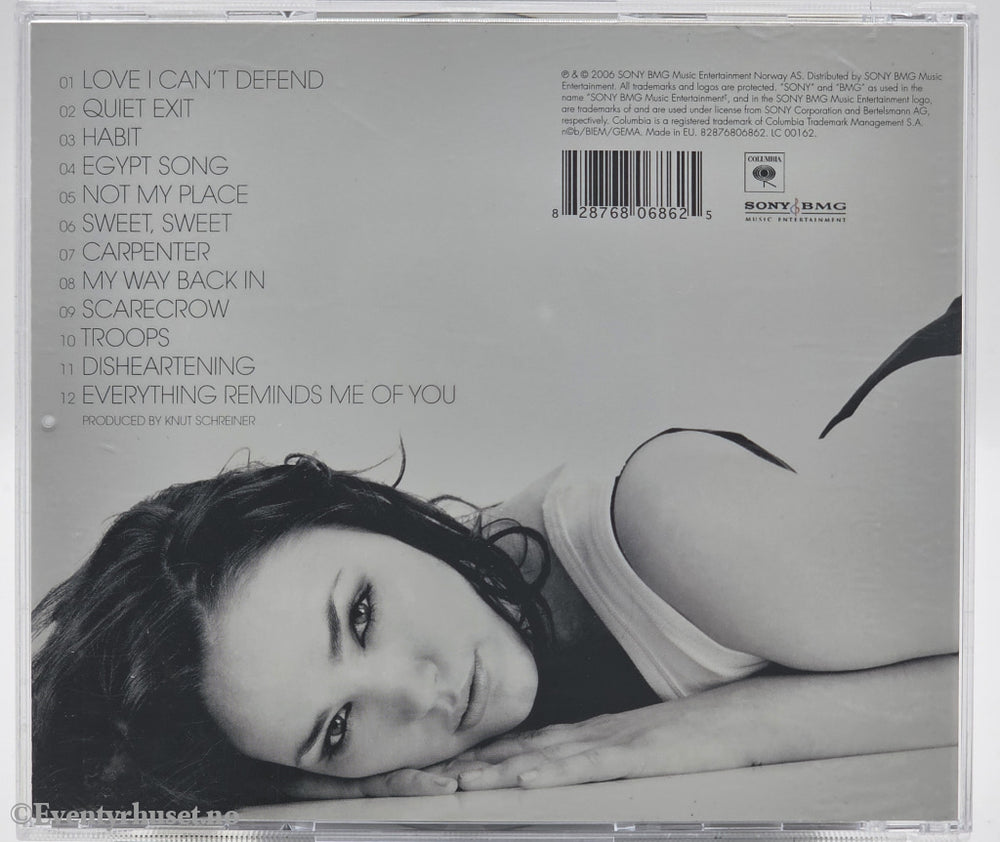 01 LOVE I CAN'T DEFEND
02 QUIET EXIT
03 HABIT
04 EGYPT SONG
05 NOT MY PLACE
06 SWEET, SWEET
07 CARPENTER
08 MY WAY BACK IN
09 SCARECROW
10 TROOPS
11 DISHEARTENING
12 EVERYTHING REMINDS ME OF YOU
PRODUCED BY KNUT SCHREINER
℗ & © 2006 SONY BMG Music Entertainment Norway AS. Distributed by SONY BMG Music
Entertainment. All trademarks and logos are protected. "SONY" and "BMG" as used in the
name "SONY BMG Music Entertainment", and in the SONY BMG Music Entertainment logo,
are trademarks of and are used under license from SONY Corporation and Bertelsmann AG,
respectively. Columbia is a registered trademark of Columbia Trademark Management S.A.
n©b/BIEM/GEMA. Made in EU. 82876806862. LC 00162.
8 28768 06862 5
COLUMBIA
SONY BMG
MUSIC ENTERTAINMENT
©Eventyrhuset.no